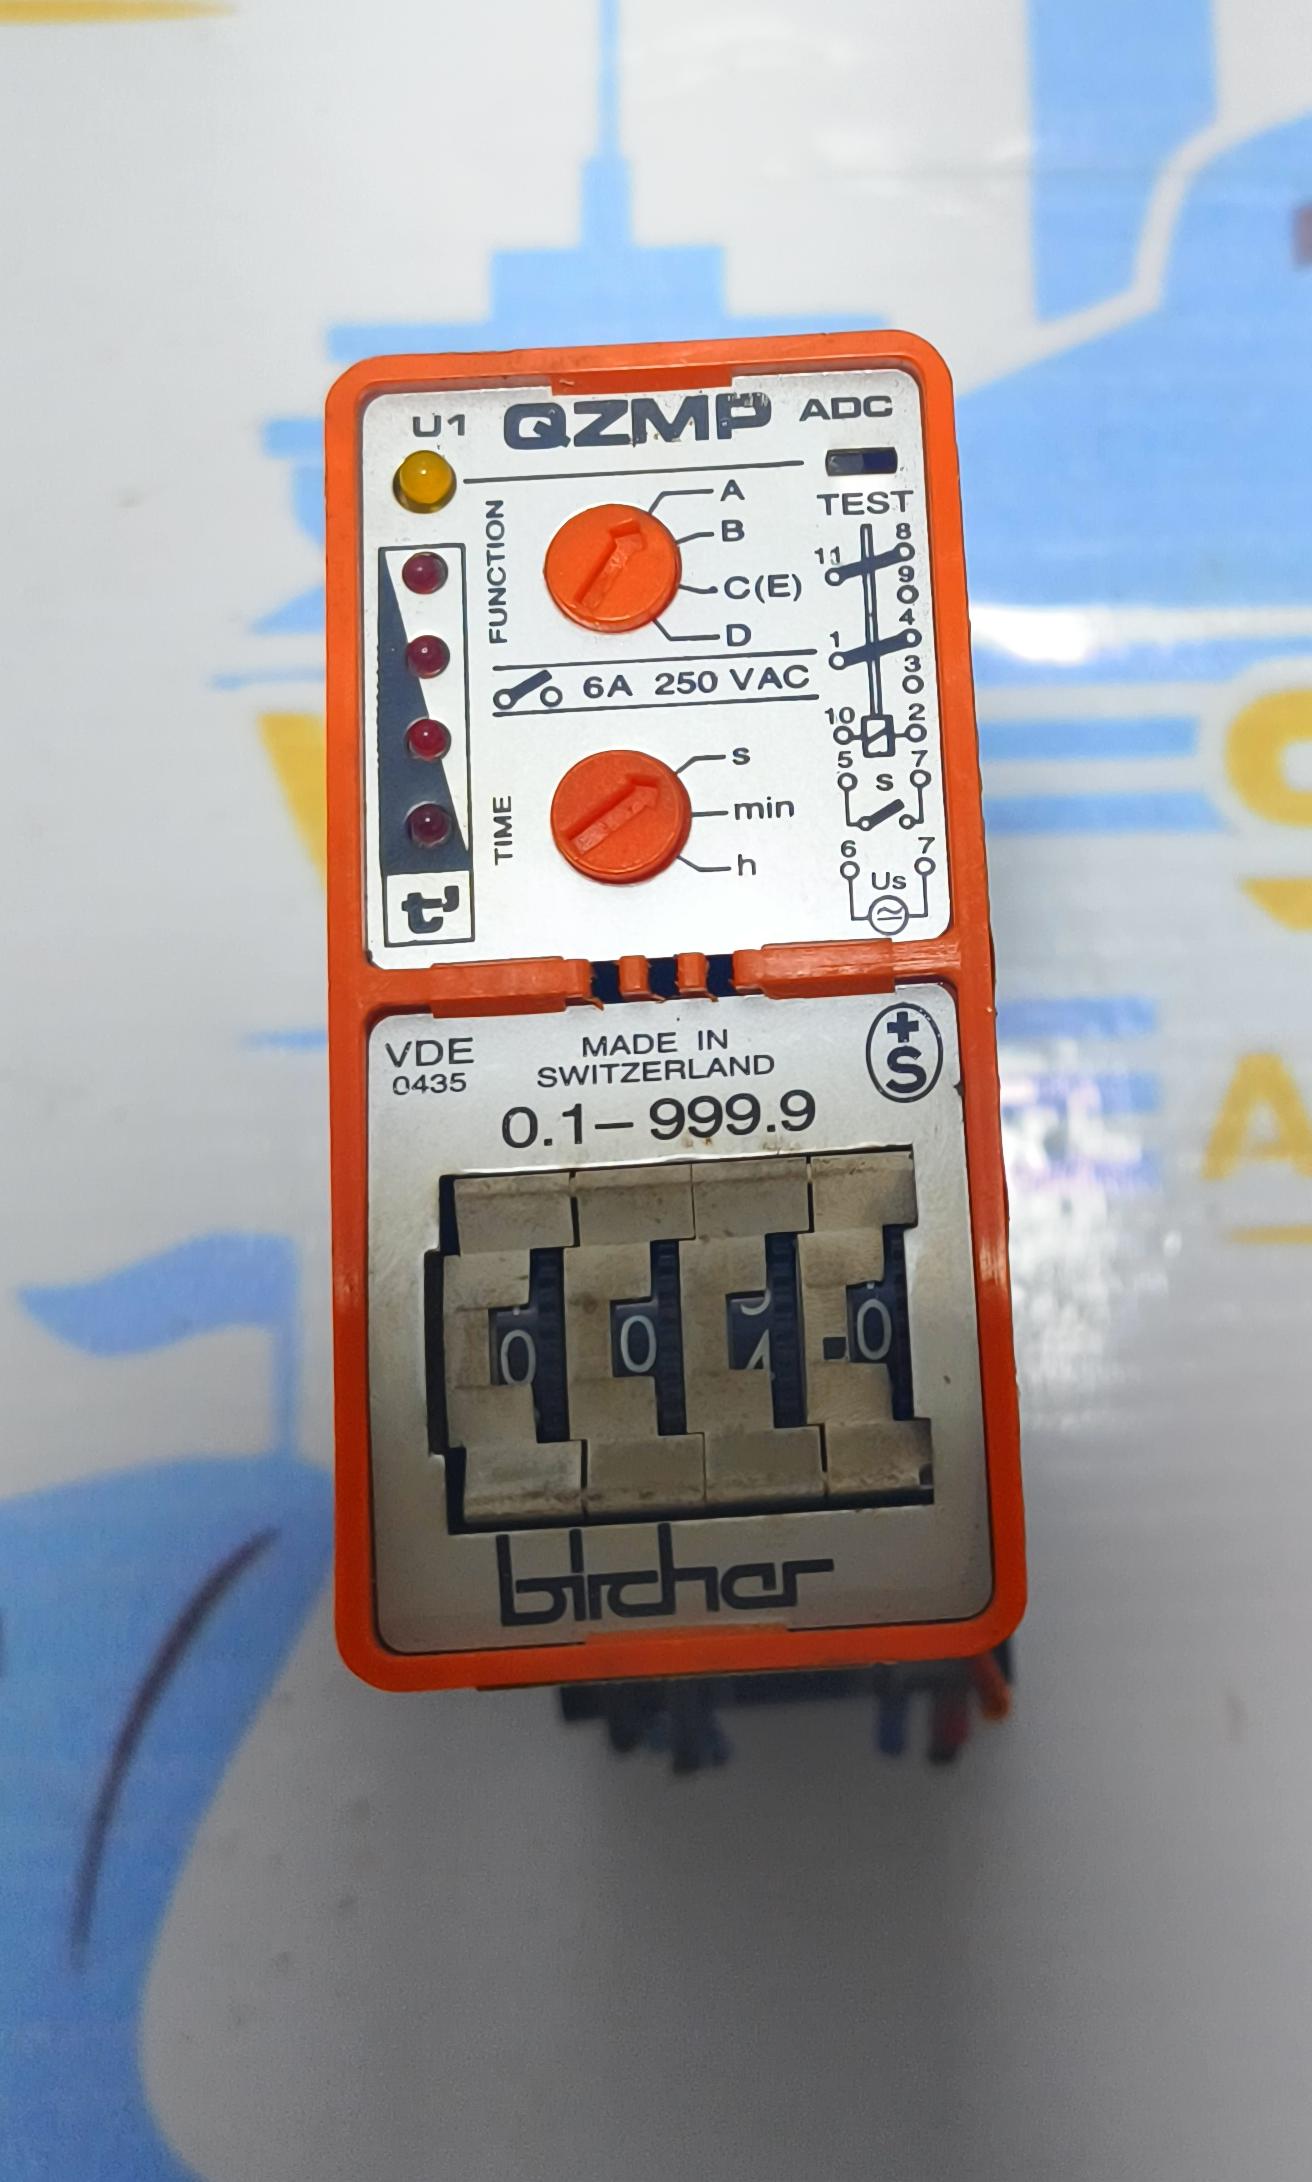 U1 QZMP ADC
TEST
FUNCTION
A
B
C(E)
D
6A 250 VAC
TIME
s
min
h
t
11 8
9
4
1
3
10 2
5 S 7
6 7
Us
VDE
0435
MADE IN
SWITZERLAND
+
S
0.1–999.9
0 0 .0
bircher